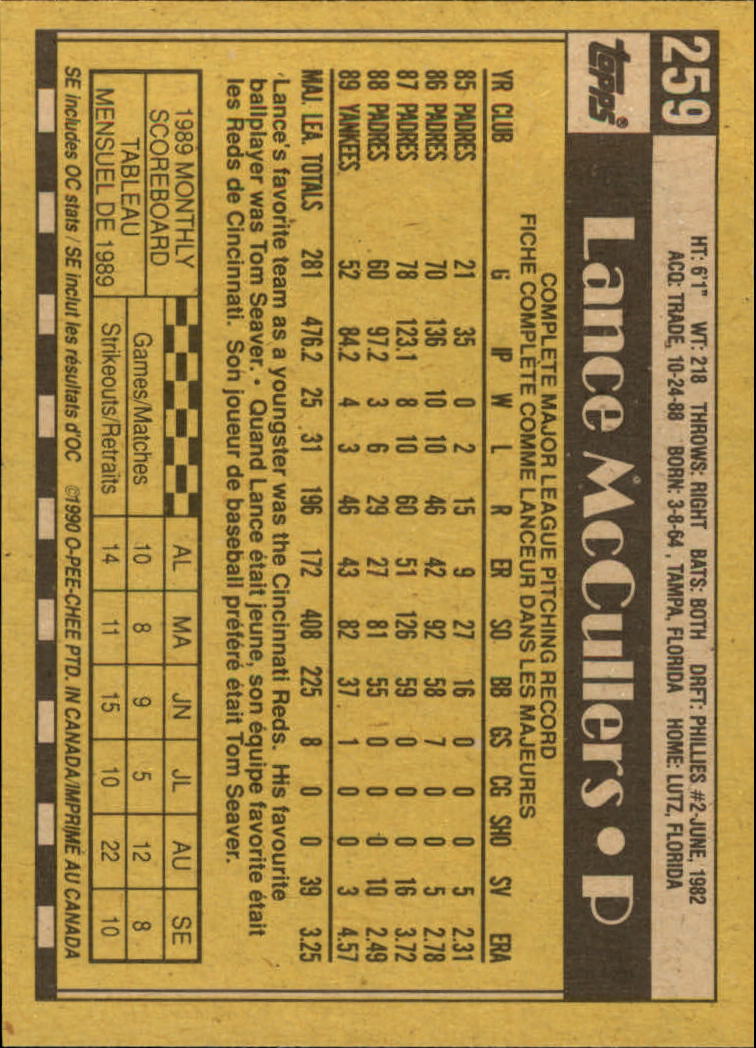 259
HT: 6'1" WT: 218 THROWS: RIGHT BATS: BOTH DRFT: PHILLIES #2-JUNE, 1982
ACQ: TRADE, 10-24-88 BORN: 3-8-64, TAMPA, FLORIDA HOME: LUTZ, FLORIDA
topps®
Lance McCullers • P
COMPLETE MAJOR LEAGUE PITCHING RECORD
FICHE COMPLÈTE COMME LANCEUR DANS LES MAJEURES
YR CLUB G IP W L R ER SO BB GS CG SHO SV ERA
85 PADRES 21 35 0 2 15 9 27 16 0 0 0 5 2.31
86 PADRES 70 136 10 10 46 42 92 58 7 0 0 5 2.78
87 PADRES 78 123.1 8 10 60 51 126 59 0 0 0 16 3.72
88 PADRES 60 97.2 3 6 29 27 81 55 0 0 0 10 2.49
89 YANKEES 52 84.2 4 3 46 43 82 37 1 0 0 3 4.57
MAJ. LEA. TOTALS 281 476.2 25 31 196 172 408 225 8 0 0 39 3.25
Lance's favorite team as a youngster was the Cincinnati Reds. His favourite
ballplayer was Tom Seaver. • Quand Lance était jeune, son équipe favorite était
les Reds de Cincinnati. Son joueur de baseball préféré était Tom Seaver.
1989 MONTHLY
SCOREBOARD
TABLEAU
MENSUEL DE 1989
AL MA JN JL AU SE
Games/Matches 10 8 9 5 12 8
Strikeouts/Retraits 14 11 15 10 22 10
SE includes OC stats / SE inclut les résultats d'OC ©1990 O-PEE-CHEE PTD. IN CANADA/IMPRIMÉ AU CANADA